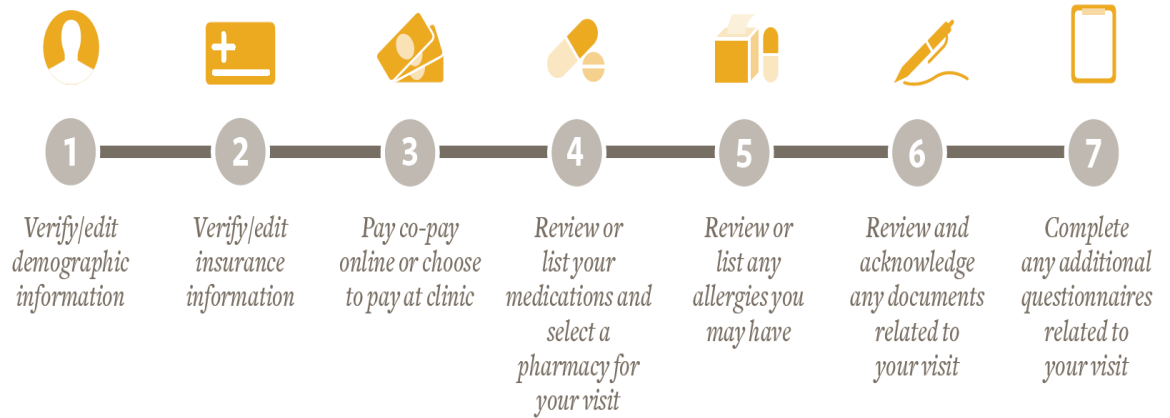 1
Verify/edit
demographic
information
2
Verify/edit
insurance
information
3
Pay co-pay
online or choose
to pay at clinic
4
Review or
list your
medications and
select a
pharmacy for
your visit
5
Review or
list any
allergies you
may have
6
Review and
acknowledge
any documents
related to
your visit
7
Complete
any additional
questionnaires
related to
your visit